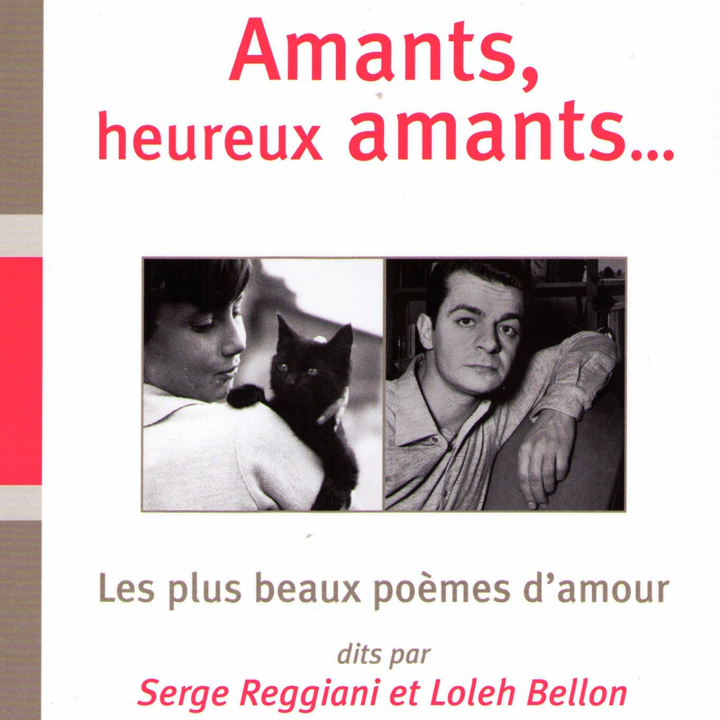 Amants,
heureux amants...
Les plus beaux poèmes d'amour
dits par
Serge Reggiani et Loleh Bellon